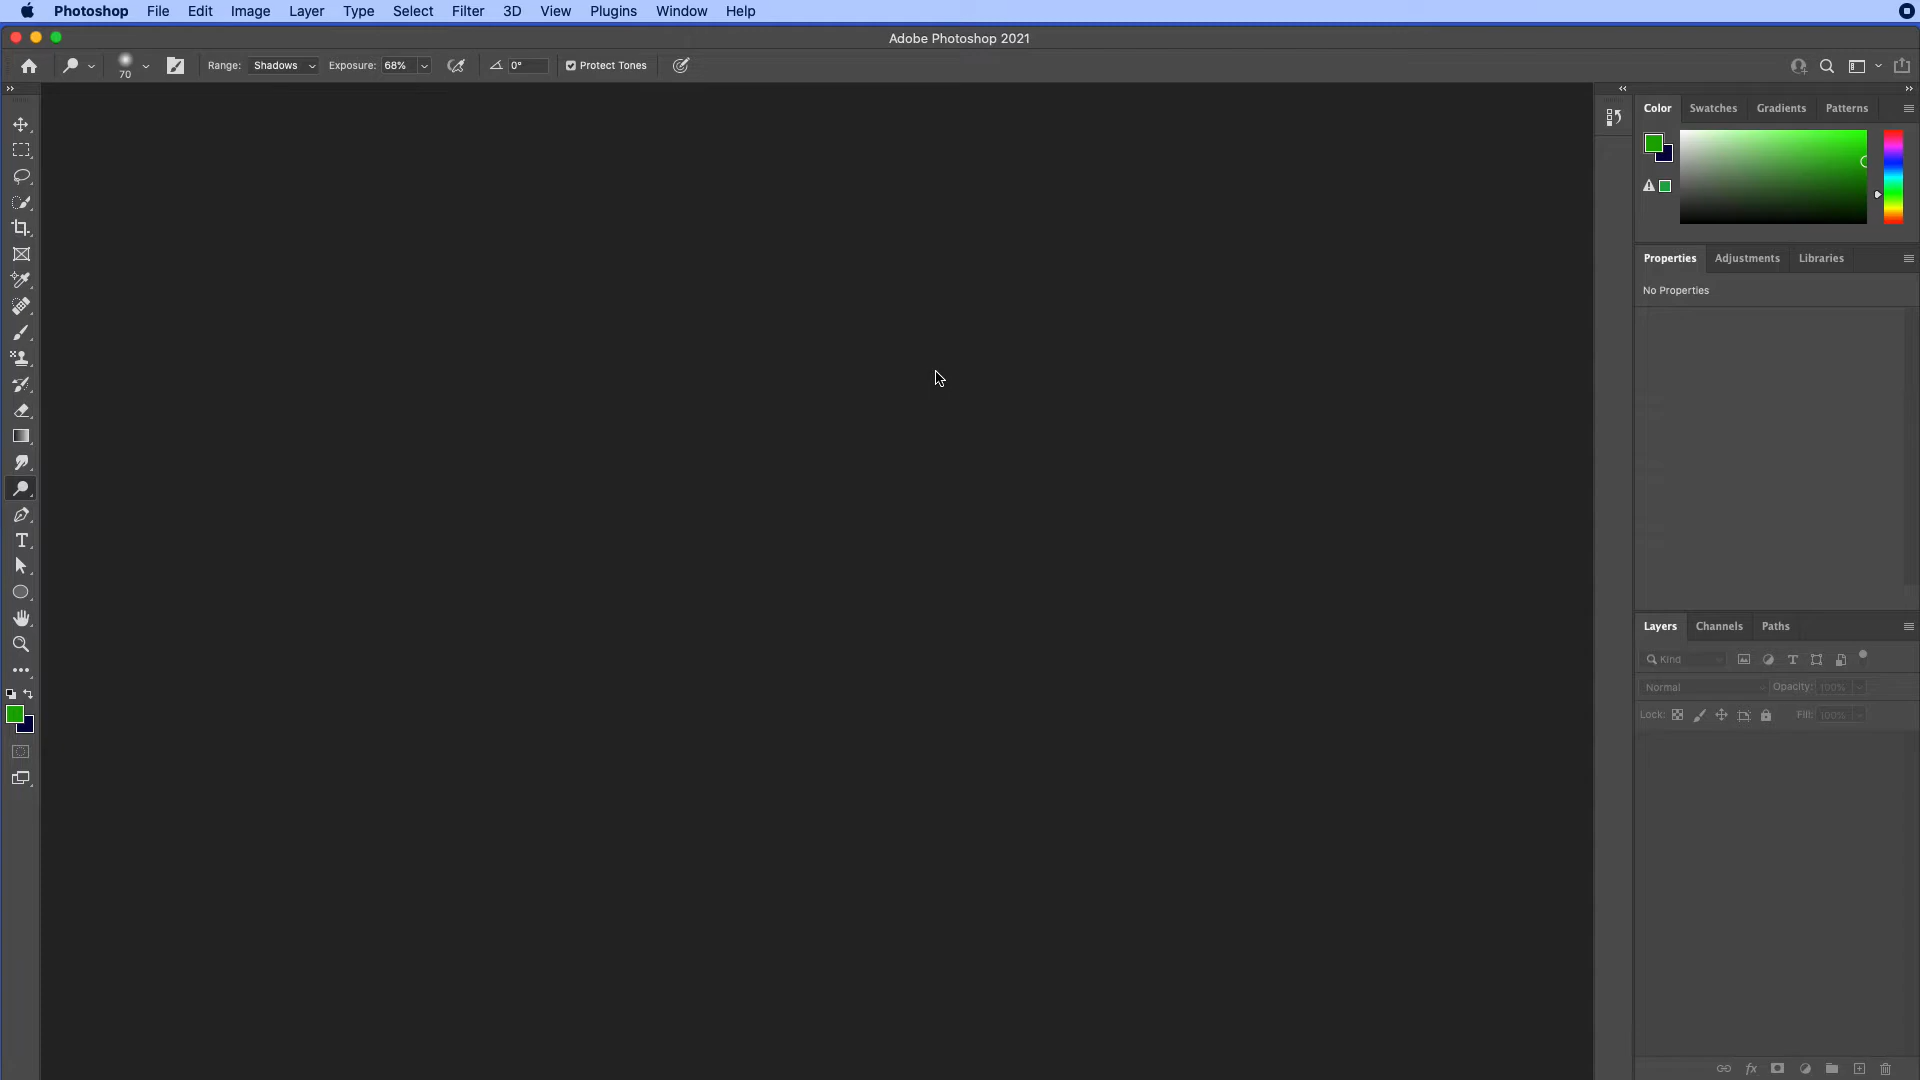 Photoshop File Edit Image Layer Type Select Filter 3D View Plugins Window Help
Adobe Photoshop 2021
70 Range: Shadows Exposure: 68% 0° Protect Tones
Color Swatches Gradients Patterns
Properties Adjustments Libraries
No Properties
Layers Channels Paths
Kind
Normal Opacity: 100%
Lock: Fill: 100%